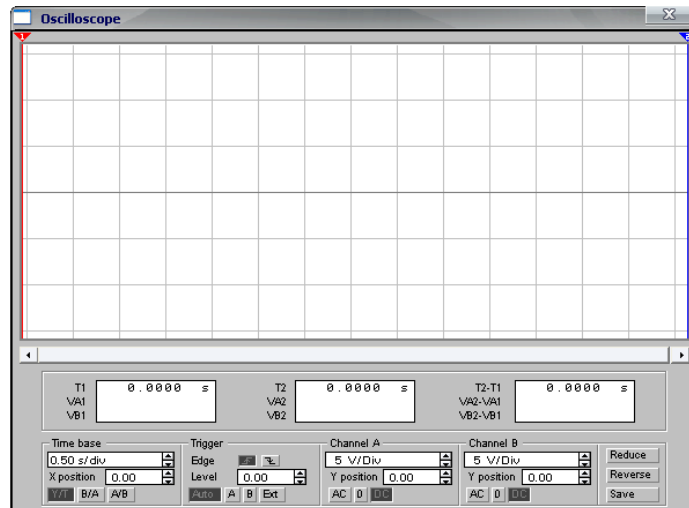 Oscilloscope
1
T1 0.0000 s T2 0.0000 s T2-T1 0.0000 s
VA1 VA2 VA2-VA1
VB1 VB2 VB2-VB1
Time base Trigger Channel A Channel B
0.50 s/div Edge 5 V/Div 5 V/Div Reduce
X position 0.00 Level 0.00 Y position 0.00 Y position 0.00 Reverse
Y/T B/A A/B Auto A B Ext AC 0 DC AC 0 DC Save